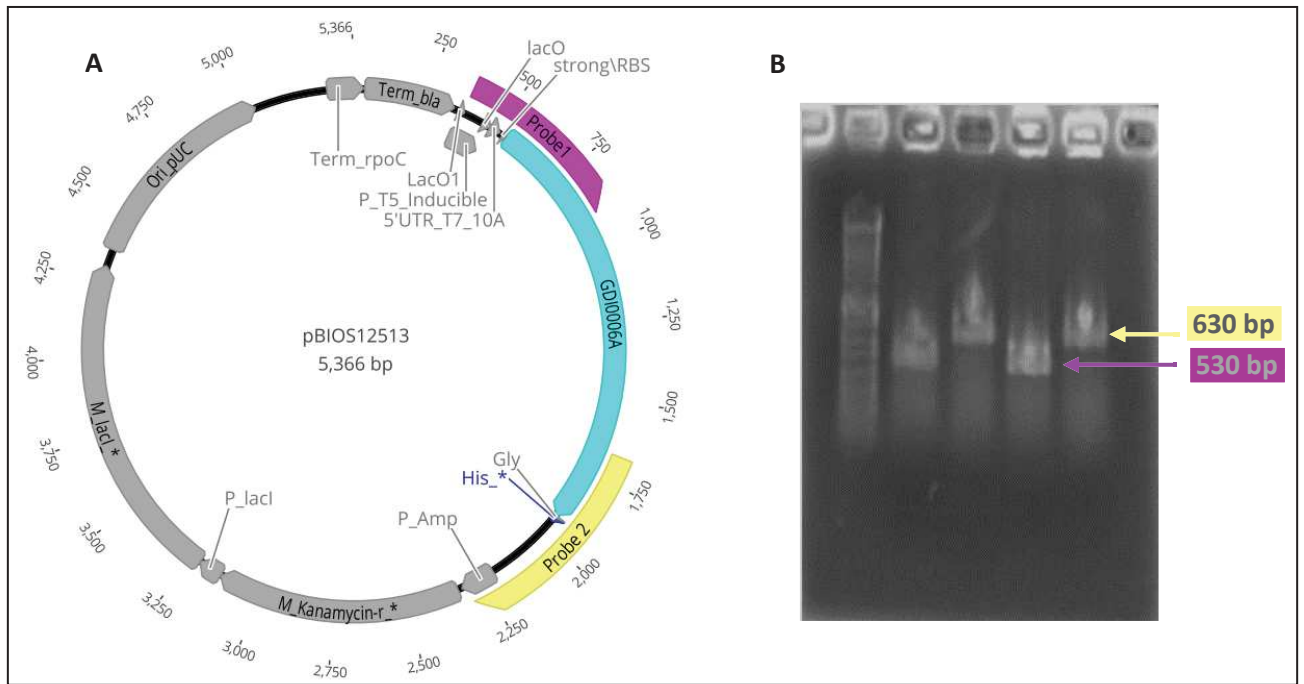 A
5,366
250
500
750
1,000
1,250
1,500
1,750
2,000
2,250
2,500
2,750
3,000
3,250
3,500
3,750
4,000
4,250
4,500
4,750
5,000
lacO
strong\RBS
Probe1
Term_bla
Term_rpoC
LacO1
P_T5_Inducible
5'UTR_T7_10A
Ori_pUC
GDI0006A
pBIOS12513
5,366 bp
M_lacI_*
Gly
His_*
P_lacI
P_Amp
Probe 2
M_Kanamycin-r_*
B
630 bp
530 bp